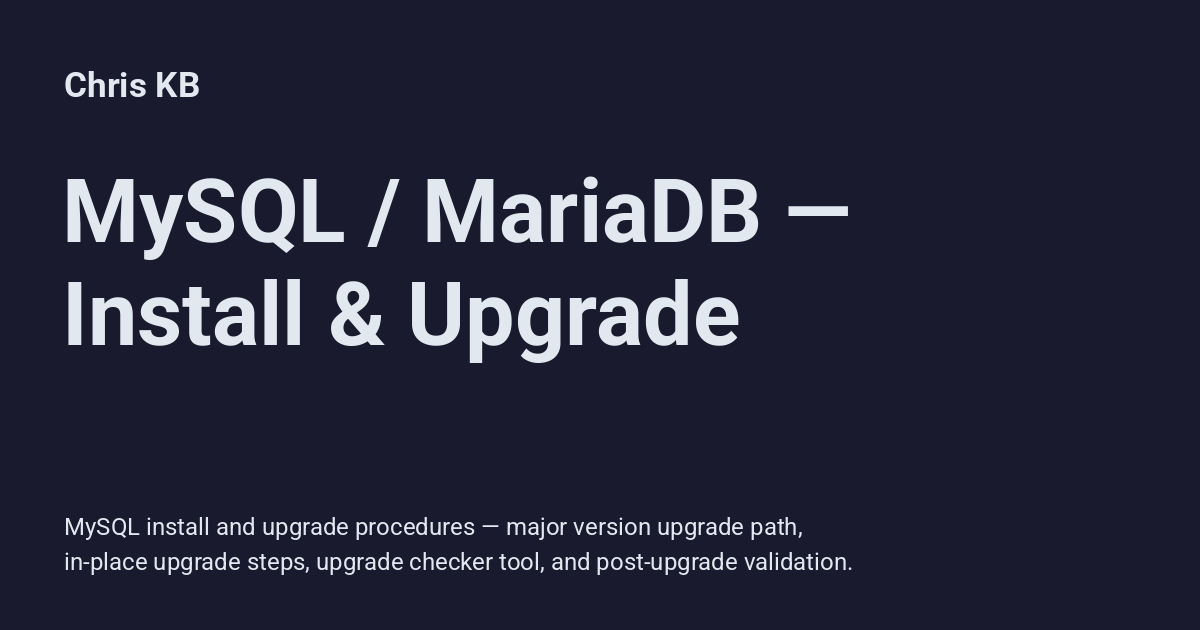 Chris KB
MySQL / MariaDB —
Install & Upgrade
MySQL install and upgrade procedures — major version upgrade path,
in-place upgrade steps, upgrade checker tool, and post-upgrade validation.